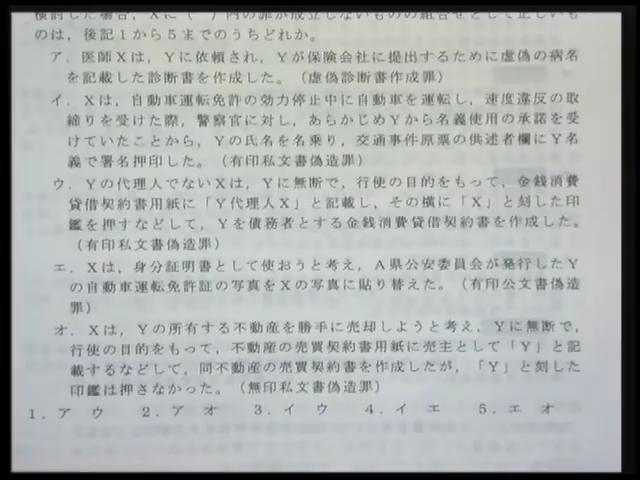 検討した場合，Xに（　）内の罪が成立しないものの組合せとして正しいも
のは，後記1から5までのうちどれか。
ア．医師Xは，Yに依頼され，Yが保険会社に提出するために虚偽の病名
を記載した診断書を作成した。（虚偽診断書作成罪）
イ．Xは，自動車運転免許の効力停止中に自動車を運転し，速度違反の取
締りを受けた際，警察官に対し，あらかじめYから名義使用の承諾を受
けていたことから，Yの氏名を名乗り，交通事件原票の供述者欄にY名
義で署名押印した。（有印私文書偽造罪）
ウ．Yの代理人でないXは，Yに無断で，行使の目的をもって，金銭消費
貸借契約書用紙に「Y代理人X」と記載し，その横に「X」と刻した印
鑑を押すなどして，Yを債務者とする金銭消費貸借契約書を作成した。
（有印私文書偽造罪）
エ．Xは，身分証明書として使おうと考え，A県公安委員会が発行したY
の自動車運転免許証の写真をXの写真に貼り替えた。（有印公文書偽造
罪）
オ．Xは，Yの所有する不動産を勝手に売却しようと考え，Yに無断で，
行使の目的をもって，不動産の売買契約書用紙に売主として「Y」と記
載するなどして，同不動産の売買契約書を作成したが，「Y」と刻した
印鑑は押さなかった。（無印私文書偽造罪）
1．ア　ウ　　2．ア　オ　　3．イ　ウ　　4．イ　エ　　5．エ　オ